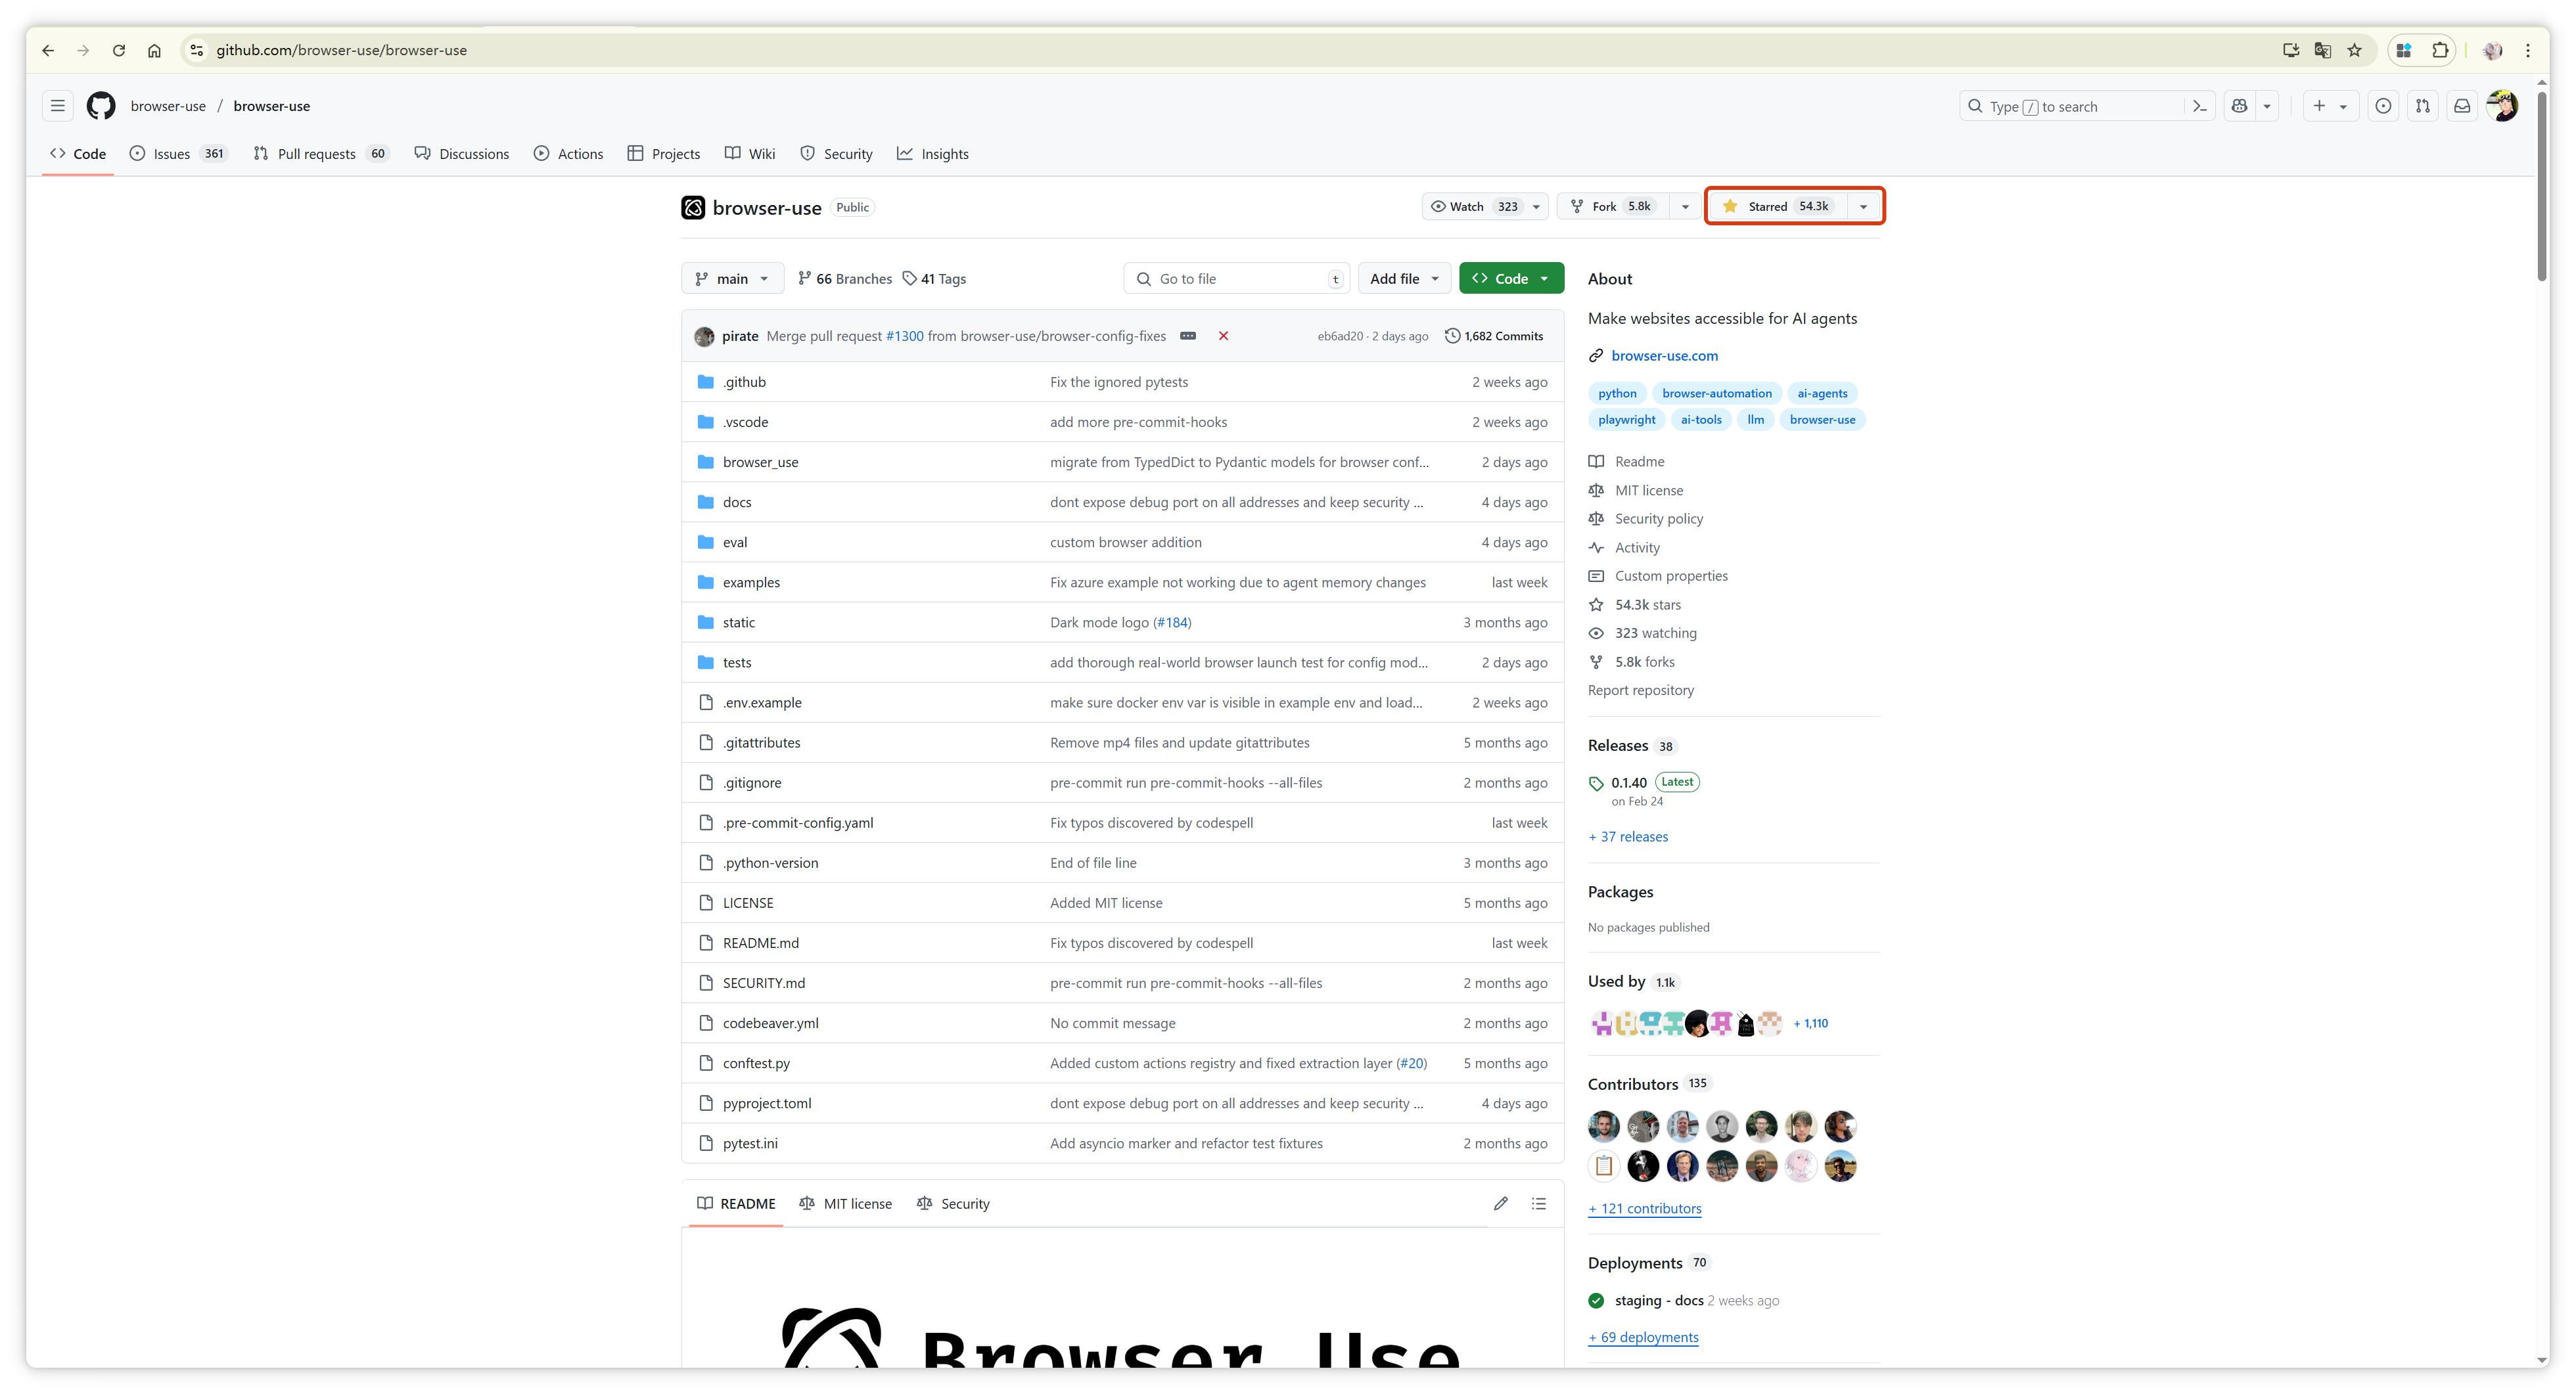 github.com/browser-use/browser-use
browser-use / browser-use
Type / to search
Code Issues 361 Pull requests 60 Discussions Actions Projects Wiki Security Insights
browser-use Public
Watch 323 Fork 5.8k Starred 54.3k
main 66 Branches 41 Tags Go to file t Add file Code
pirate Merge pull request #1300 from browser-use/browser-config-fixes eb6ad20 · 2 days ago 1,682 Commits
.github Fix the ignored pytests 2 weeks ago
.vscode add more pre-commit-hooks 2 weeks ago
browser_use migrate from TypedDict to Pydantic models for browser conf... 2 days ago
docs dont expose debug port on all addresses and keep security ... 4 days ago
eval custom browser addition 4 days ago
examples Fix azure example not working due to agent memory changes last week
static Dark mode logo (#184) 3 months ago
tests add thorough real-world browser launch test for config mod... 2 days ago
.env.example make sure docker env var is visible in example env and load... 2 weeks ago
.gitattributes Remove mp4 files and update gitattributes 5 months ago
.gitignore pre-commit run pre-commit-hooks --all-files 2 months ago
.pre-commit-config.yaml Fix typos discovered by codespell last week
.python-version End of file line 3 months ago
LICENSE Added MIT license 5 months ago
README.md Fix typos discovered by codespell last week
SECURITY.md pre-commit run pre-commit-hooks --all-files 2 months ago
codebeaver.yml No commit message 2 months ago
conftest.py Added custom actions registry and fixed extraction layer (#20) 5 months ago
pyproject.toml dont expose debug port on all addresses and keep security ... 4 days ago
pytest.ini Add asyncio marker and refactor test fixtures 2 months ago
README MIT license Security
Browser Use
About
Make websites accessible for AI agents
browser-use.com
python browser-automation ai-agents
playwright ai-tools llm browser-use
Readme
MIT license
Security policy
Activity
Custom properties
54.3k stars
323 watching
5.8k forks
Report repository
Releases 38
0.1.40 Latest
on Feb 24
+ 37 releases
Packages
No packages published
Used by 1.1k
+ 1,110
Contributors 135
+ 121 contributors
Deployments 70
staging - docs 2 weeks ago
+ 69 deployments